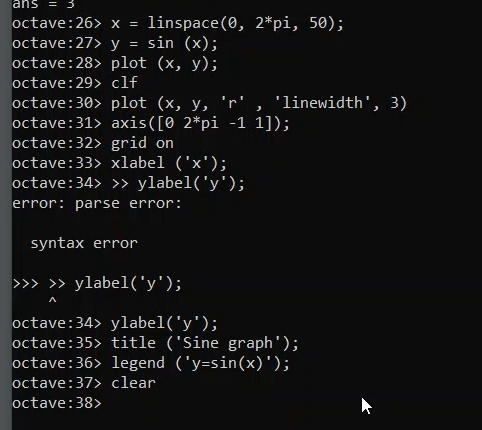 ans = 3
octave:26> x = linspace(0, 2*pi, 50);
octave:27> y = sin (x);
octave:28> plot (x, y);
octave:29> clf
octave:30> plot (x, y, 'r' , 'linewidth', 3)
octave:31> axis([0 2*pi -1 1]);
octave:32> grid on
octave:33> xlabel ('x');
octave:34> >> ylabel('y');
error: parse error:
syntax error
>>> >> ylabel('y');
^
octave:34> ylabel('y');
octave:35> title ('Sine graph');
octave:36> legend ('y=sin(x)');
octave:37> clear
octave:38>